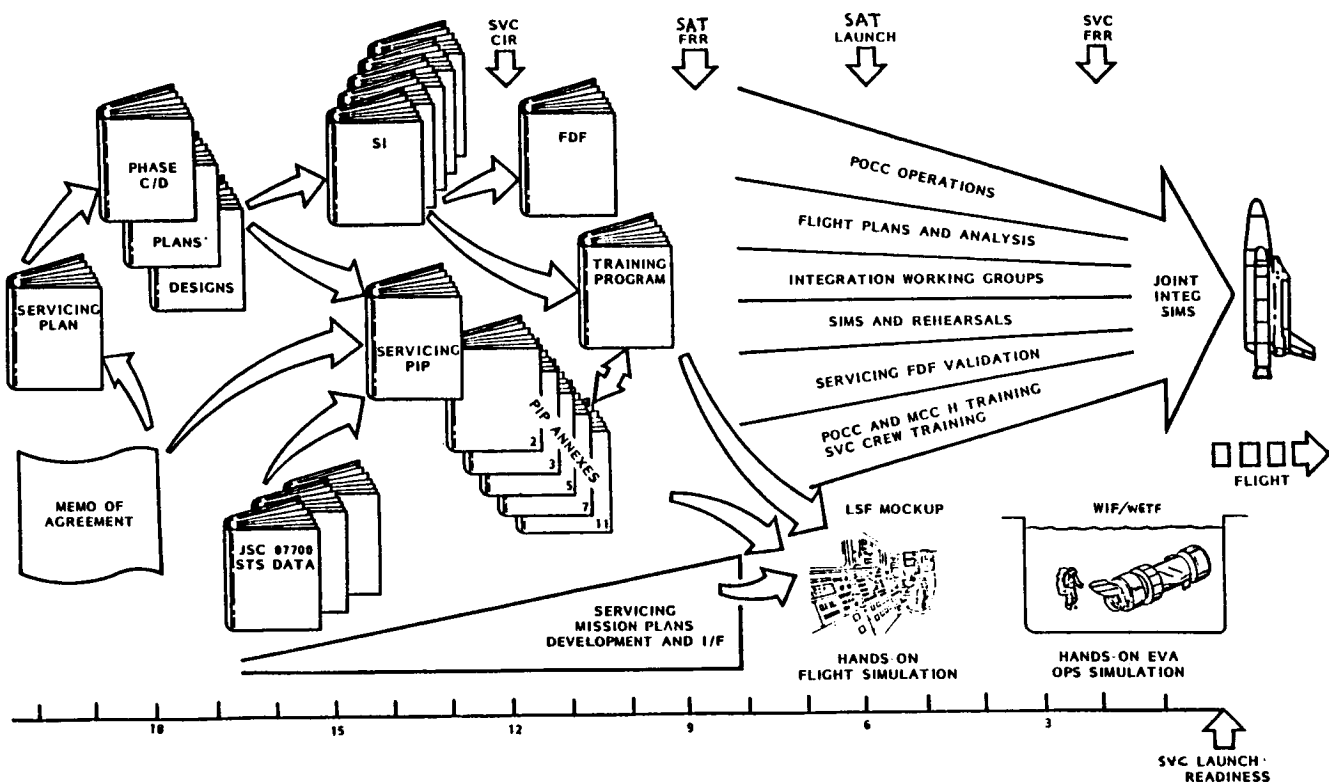 SVC
CIR
SAT
FRR
SAT
LAUNCH
SVC
FRR
PHASE
C/D
PLANS
DESIGNS
SI
FDF
SERVICING
PLAN
SERVICING
PIP
TRAINING
PROGRAM
PIP ANNEXES
2
3
5
7
11
MEMO OF
AGREEMENT
JSC 07700
STS DATA
POCC OPERATIONS
FLIGHT PLANS AND ANALYSIS
INTEGRATION WORKING GROUPS
SIMS AND REHEARSALS
SERVICING FDF VALIDATION
POCC AND MCC H TRAINING
SVC CREW TRAINING
JOINT
INTEG
SIMS
FLIGHT
LSF MOCKUP
WIF/WETF
SERVICING
MISSION PLANS
DEVELOPMENT AND I/F
HANDS-ON
FLIGHT SIMULATION
HANDS-ON EVA
OPS SIMULATION
18
15
12
9
6
3
SVC LAUNCH
READINESS